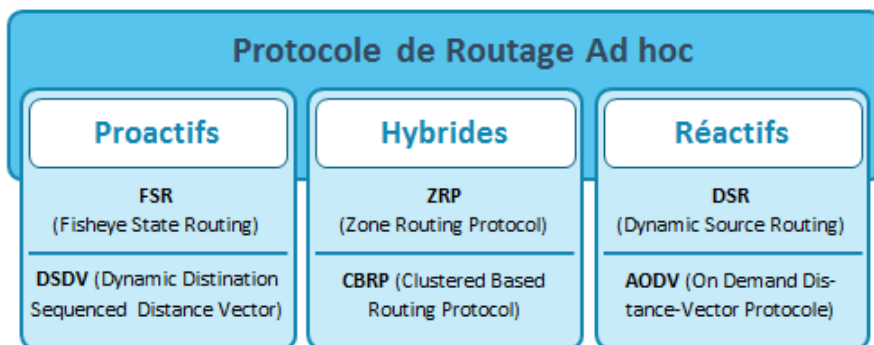 Protocole de Routage Ad hoc
Proactifs
FSR
(Fisheye State Routing)
DSDV (Dynamic Distination
Sequenced Distance Vector)
Hybrides
ZRP
(Zone Routing Protocol)
CBRP (Clustered Based
Routing Protocol)
Réactifs
DSR
(Dynamic Source Routing)
AODV (On Demand Dis-
tance-Vector Protocole)